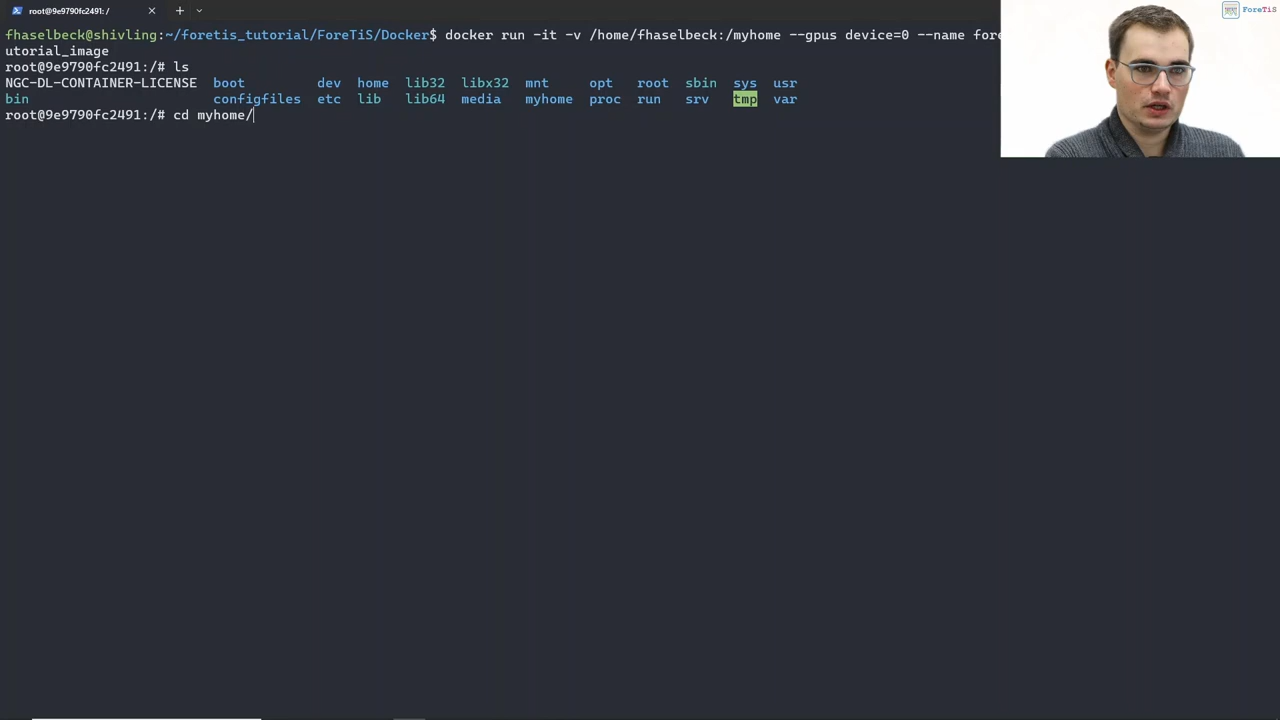 root@9e9790fc2491: /
ForeTiS
fhaselbeck@shivling:~/foretis_tutorial/ForeTiS/Docker$ docker run -it -v /home/fhaselbeck:/myhome --gpus device=0 --name fore
utorial_image
root@9e9790fc2491:/# ls
NGC-DL-CONTAINER-LICENSE boot dev home lib32 libx32 mnt opt root sbin sys usr
bin configfiles etc lib lib64 media myhome proc run srv tmp var
root@9e9790fc2491:/# cd myhome/